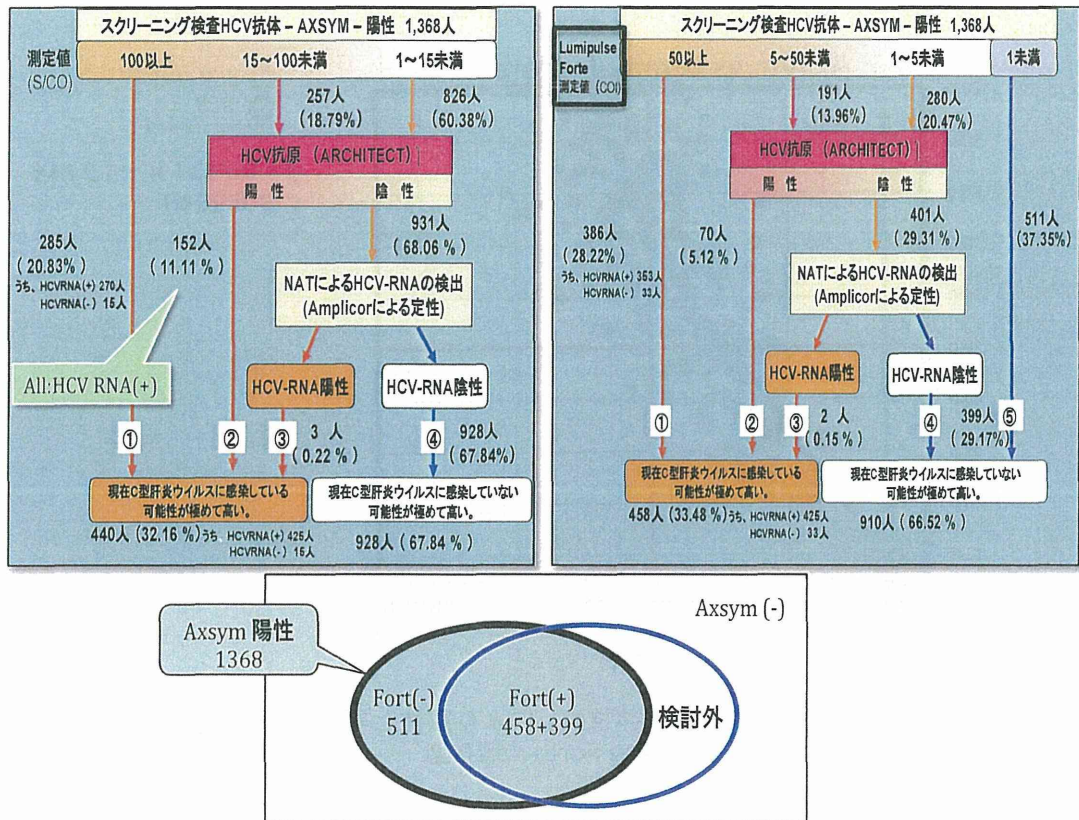 スクリーニング検査HCV抗体－AXSYM－陽性 1,368人
測定値
(S/CO)
100以上
15～100未満
1～15未満
257人
(18.79%)
826人
(60.38%)
HCV抗原（ARCHITECT）
陽 性
陰 性
285人
( 20.83%)
うち、HCVRNA(+) 270人
HCVRNA(-) 15人
152人
( 11.11 % )
931人
( 68.06 % )
NATによるHCV-RNAの検出
(Amplicorによる定性)
All:HCV RNA(+)
HCV-RNA陽性
HCV-RNA陰性
①
②
③
3 人
( 0.22 % )
④
928人
(67.84%)
現在C型肝炎ウイルスに感染している
可能性が極めて高い。
現在C型肝炎ウイルスに感染していない
可能性が極めて高い。
440人 ( 32.16 % )うち、HCVRNA(+) 425人
HCVRNA(-) 15人
928人 ( 67.84 % )
スクリーニング検査HCV抗体－AXSYM－陽性 1,368人
Lumipulse
Forte
測定値 (COI)
50以上
5～50未満
1～5未満
1未満
191人
(13.96%)
280人
(20.47%)
HCV抗原（ARCHITECT）
陽 性
陰 性
386人
(28.22%)
うち、HCVRNA(+) 353人
HCVRNA(-) 33人
70人
(5.12 % )
401人
( 29.31 % )
511人
(37.35%)
NATによるHCV-RNAの検出
(Amplicorによる定性)
HCV-RNA陽性
HCV-RNA陰性
①
②
③
2 人
( 0.15 % )
④
399人
( 29.17%)
⑤
現在C型肝炎ウイルスに感染している
可能性が極めて高い。
現在C型肝炎ウイルスに感染していない
可能性が極めて高い。
458人 ( 33.48 % )うち、HCVRNA(+) 425人
HCVRNA(-) 33人
910人 ( 66.52 % )
Axsym 陽性
1368
Axsym (-)
Fort(-)
511
Fort(+)
458+399
検討外